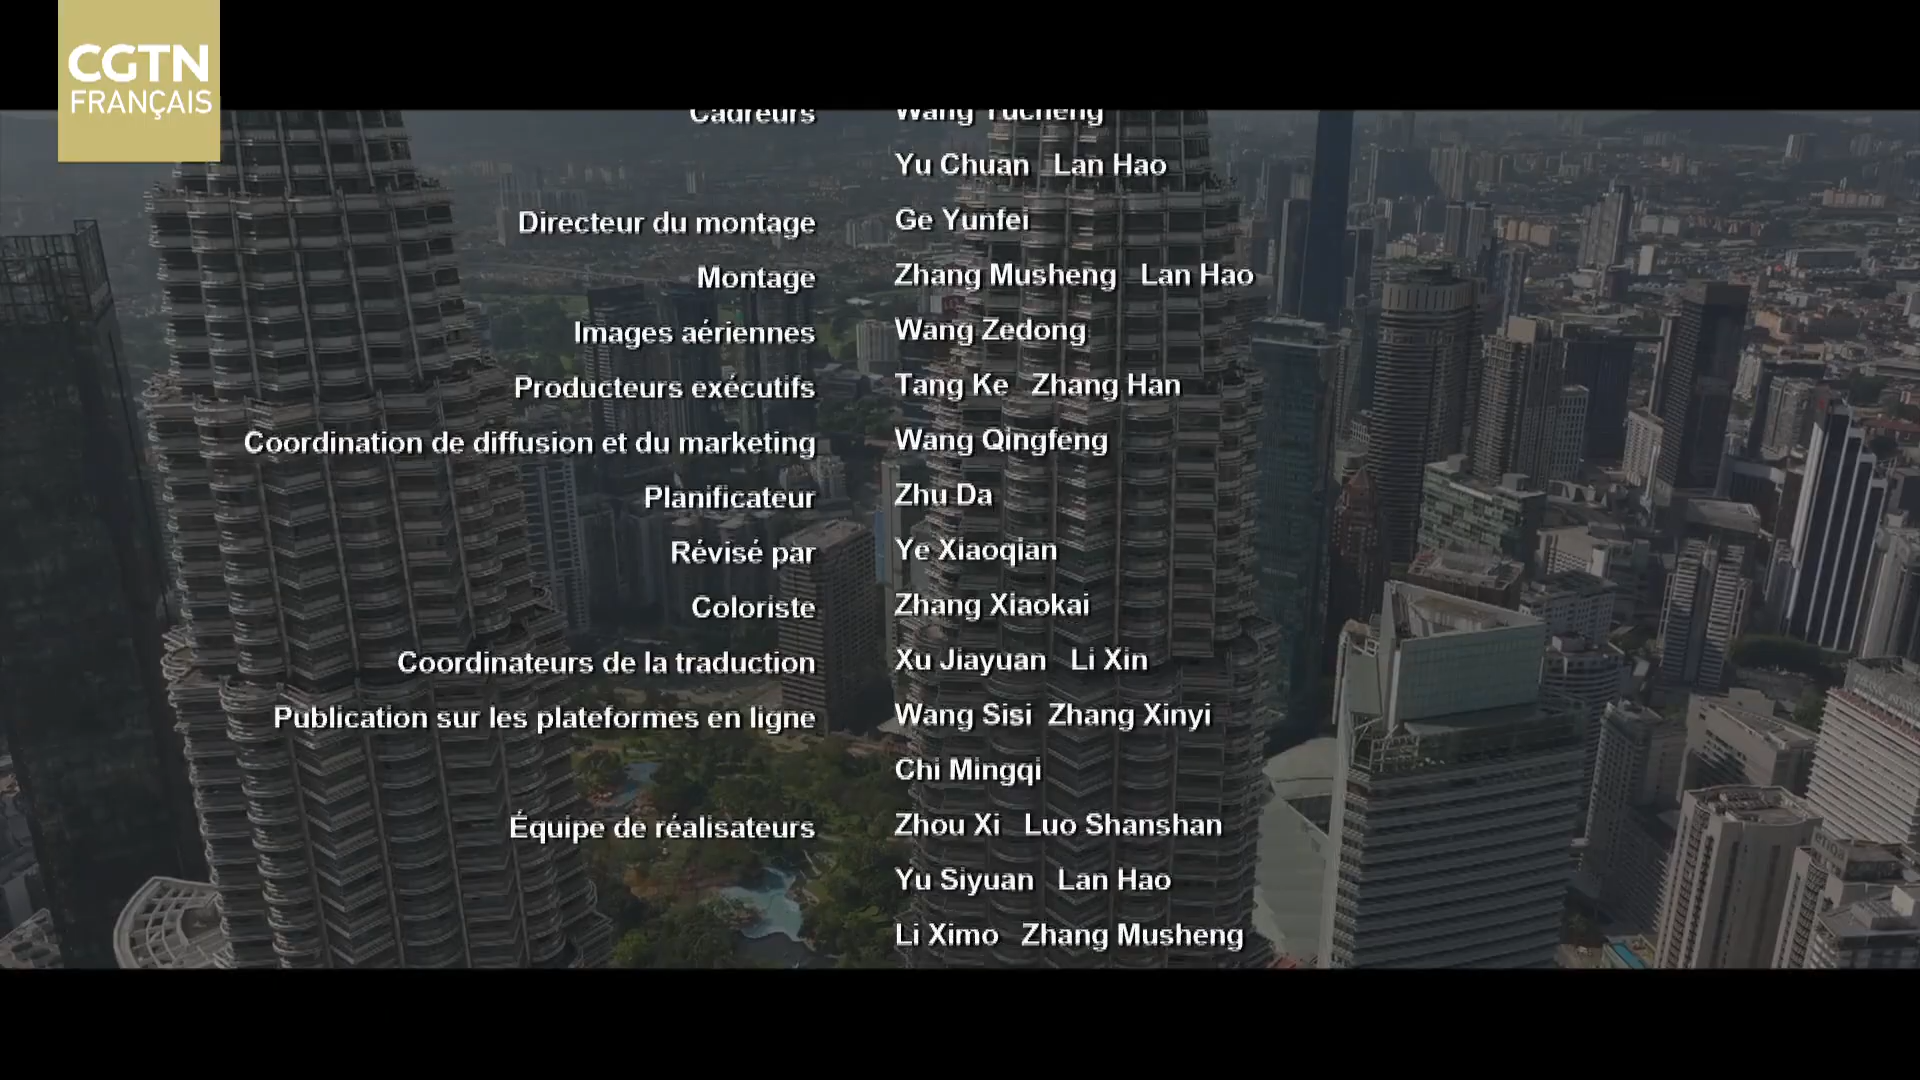 CGTN
FRANÇAIS
Cadreurs Wang Yucheng
Yu Chuan Lan Hao
Directeur du montage Ge Yunfei
Montage Zhang Musheng Lan Hao
Images aériennes Wang Zedong
Producteurs exécutifs Tang Ke Zhang Han
Coordination de diffusion et du marketing Wang Qingfeng
Planificateur Zhu Da
Révisé par Ye Xiaoqian
Coloriste Zhang Xiaokai
Coordinateurs de la traduction Xu Jiayuan Li Xin
Publication sur les plateformes en ligne Wang Sisi Zhang Xinyi
Chi Mingqi
Équipe de réalisateurs Zhou Xi Luo Shanshan
Yu Siyuan Lan Hao
Li Ximo Zhang Musheng